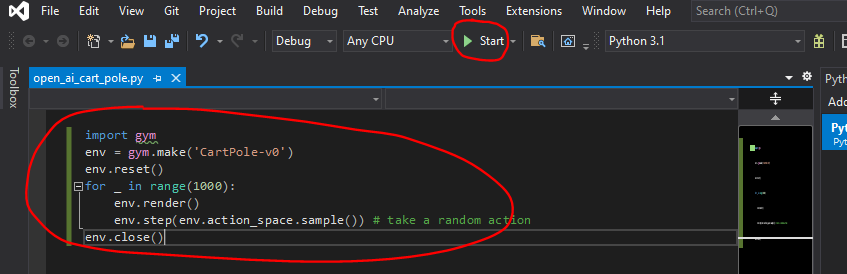 File Edit View Git Project Debug Test Analyze Tools Extensions Window Help Search (Ctrl+Q)
Debug Any CPU Start Python 3.1
Toolbox
open_ai_cart_pole.py
Pyth
Add
import gym
env = gym.make('CartPole-v0')
env.reset()
for _ in range(1000):
env.render()
env.step(env.action_space.sample()) # take a random action
env.close()
Pyt
Pyt